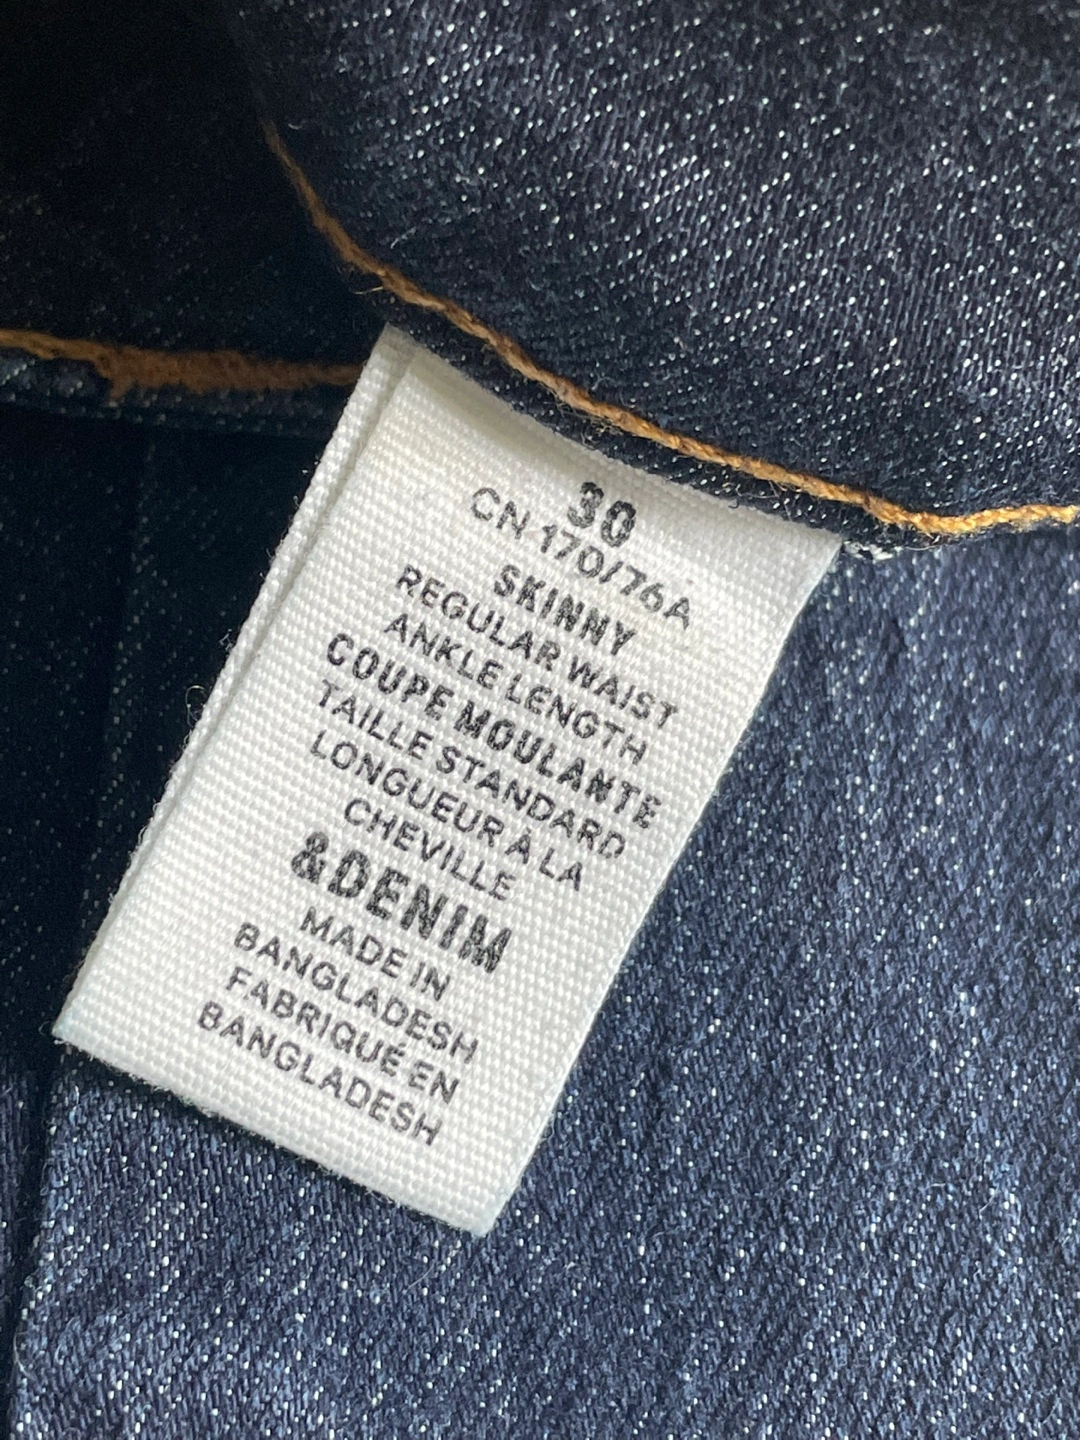 30
CN 170/76A
SKINNY
REGULAR WAIST
ANKLE LENGTH
COUPE MOULANTE
TAILLE STANDARD
LONGUEUR À LA
CHEVILLE
&DENIM
MADE IN
BANGLADESH
FABRIQUÉ EN
BANGLADESH